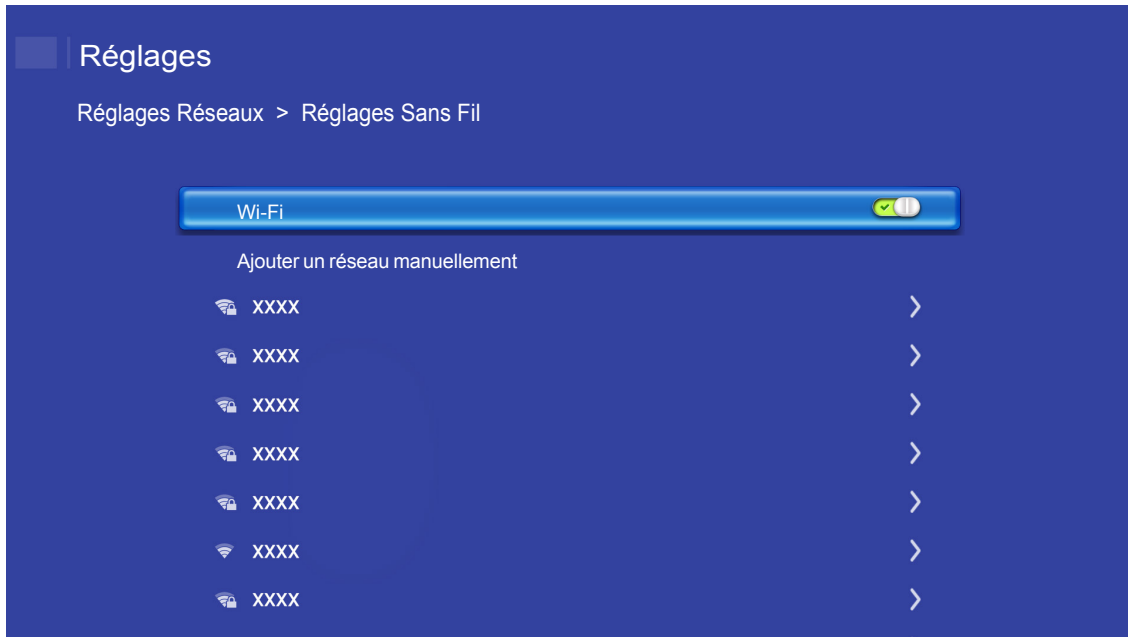 Réglages
Réglages Réseaux > Réglages Sans Fil
Wi-Fi
Ajouter un réseau manuellement
XXXX
XXXX
XXXX
XXXX
XXXX
XXXX
XXXX